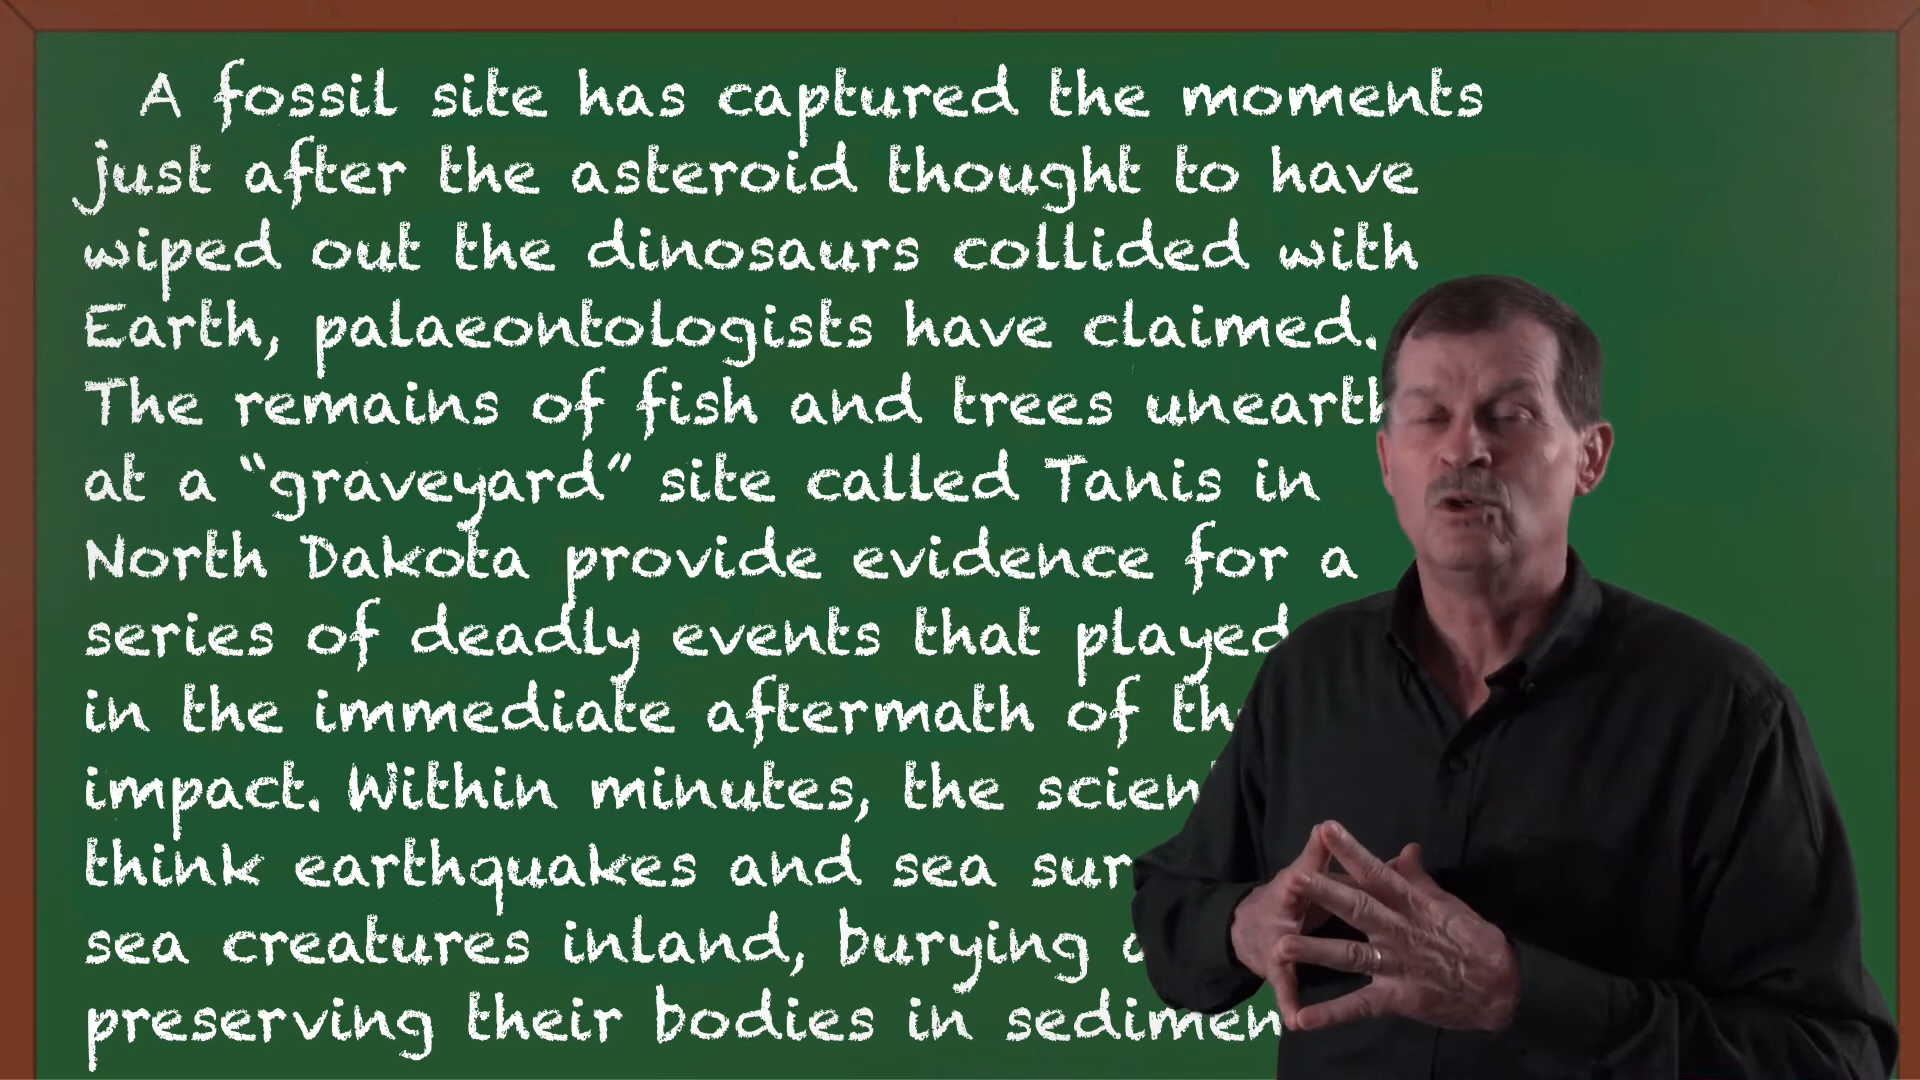 A fossil site has captured the moments
just after the asteroid thought to have
wiped out the dinosaurs collided with
Earth, palaeontologists have claimed.
The remains of fish and trees
at a “graveyard” site called Tanis in
North Dakota provide evidence for a
series of deadly events that played
in the immediate aftermath of
impact. Within minutes, the
think earthquakes and sea
sea creatures inland, burying
preserving their bodies in